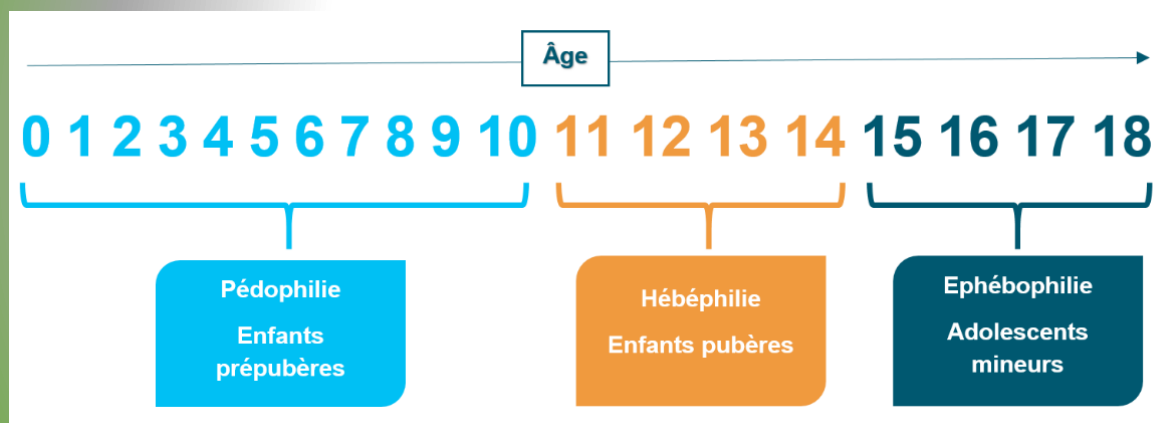 Âge
0 1 2 3 4 5 6 7 8 9 10 11 12 13 14 15 16 17 18
Pédophilie
Enfants
prépubères
Hébéphilie
Enfants pubères
Ephébophilie
Adolescents
mineurs